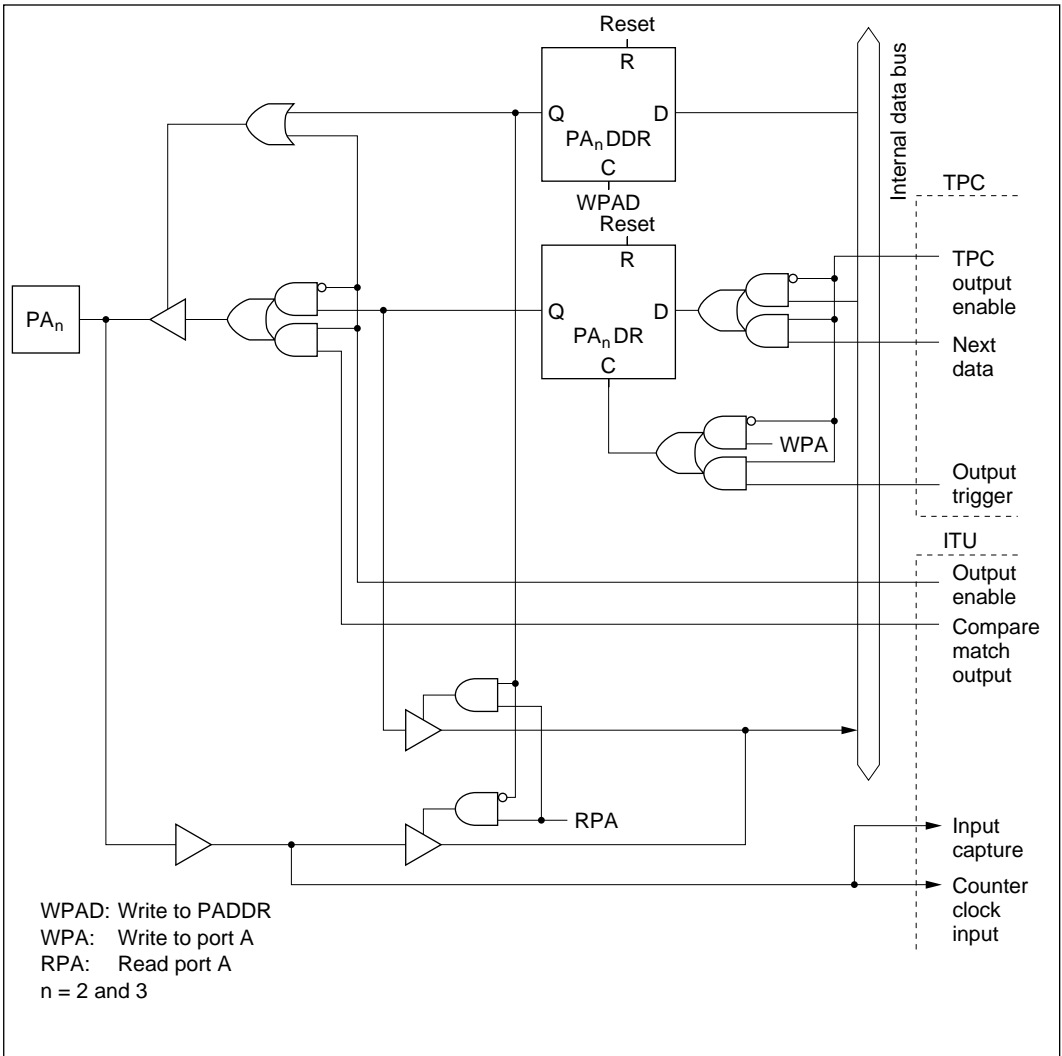 Reset
R
Q
D
PAnDDR
C
WPAD
Internal data bus
TPC
Reset
R
TPC
output
enable
PAn
Q
D
PAnDR
C
Next
data
WPA
Output
trigger
ITU
Output
enable
Compare
match
output
RPA
Input
capture
Counter
clock
input
WPAD: Write to PADDR
WPA: Write to port A
RPA: Read port A
n = 2 and 3